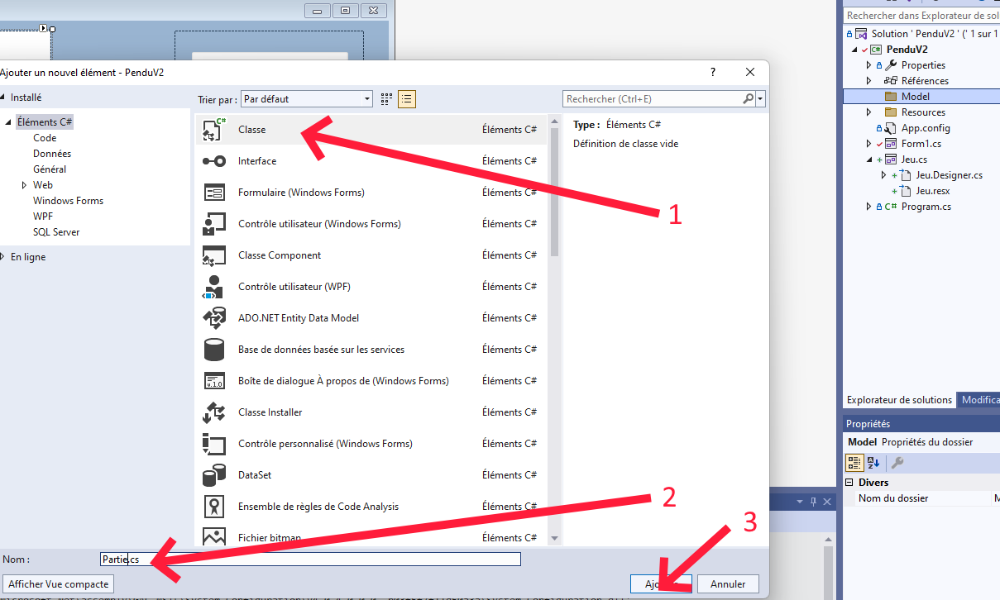 Rechercher dans Explorateur de sol
Solution ' PenduV2 ' (' 1 sur 1
C# PenduV2
Properties
Références
Model
Resources
App.config
Form1.cs
Jeu.cs
Jeu.Designer.cs
Jeu.resx
C# Program.cs
Ajouter un nouvel élément - PenduV2 ?
Installé
Éléments C#
Code
Données
Général
Web
Windows Forms
WPF
SQL Server
En ligne
Trier par : Par défaut
Rechercher (Ctrl+E)
C# Classe Éléments C#
Interface Éléments C#
Formulaire (Windows Forms) Éléments C#
Contrôle utilisateur (Windows Forms) Éléments C#
Classe Component Éléments C#
Contrôle utilisateur (WPF) Éléments C#
ADO.NET Entity Data Model Éléments C#
Base de données basée sur les services Éléments C#
Boîte de dialogue À propos de (Windows Forms) Éléments C#
Classe Installer Éléments C#
Contrôle personnalisé (Windows Forms) Éléments C#
DataSet Éléments C#
Ensemble de règles de Code Analysis Éléments C#
Fichier bitmap Éléments C#
Type : Éléments C#
Définition de classe vide
1
2
3
Nom : Partie.cs
Afficher Vue compacte
Annuler
Explorateur de solutions Modifica
Propriétés
Model Propriétés du dossier
Divers
Nom du dossier M